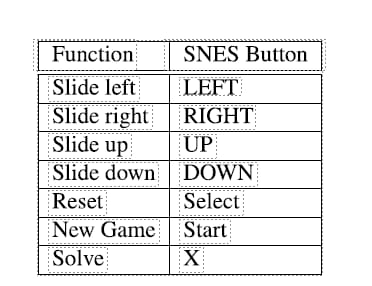 Function SNES Button
Slide left LEFT
Slide right RIGHT
Slide up UP
Slide down DOWN
Reset Select
New Game Start
Solve X